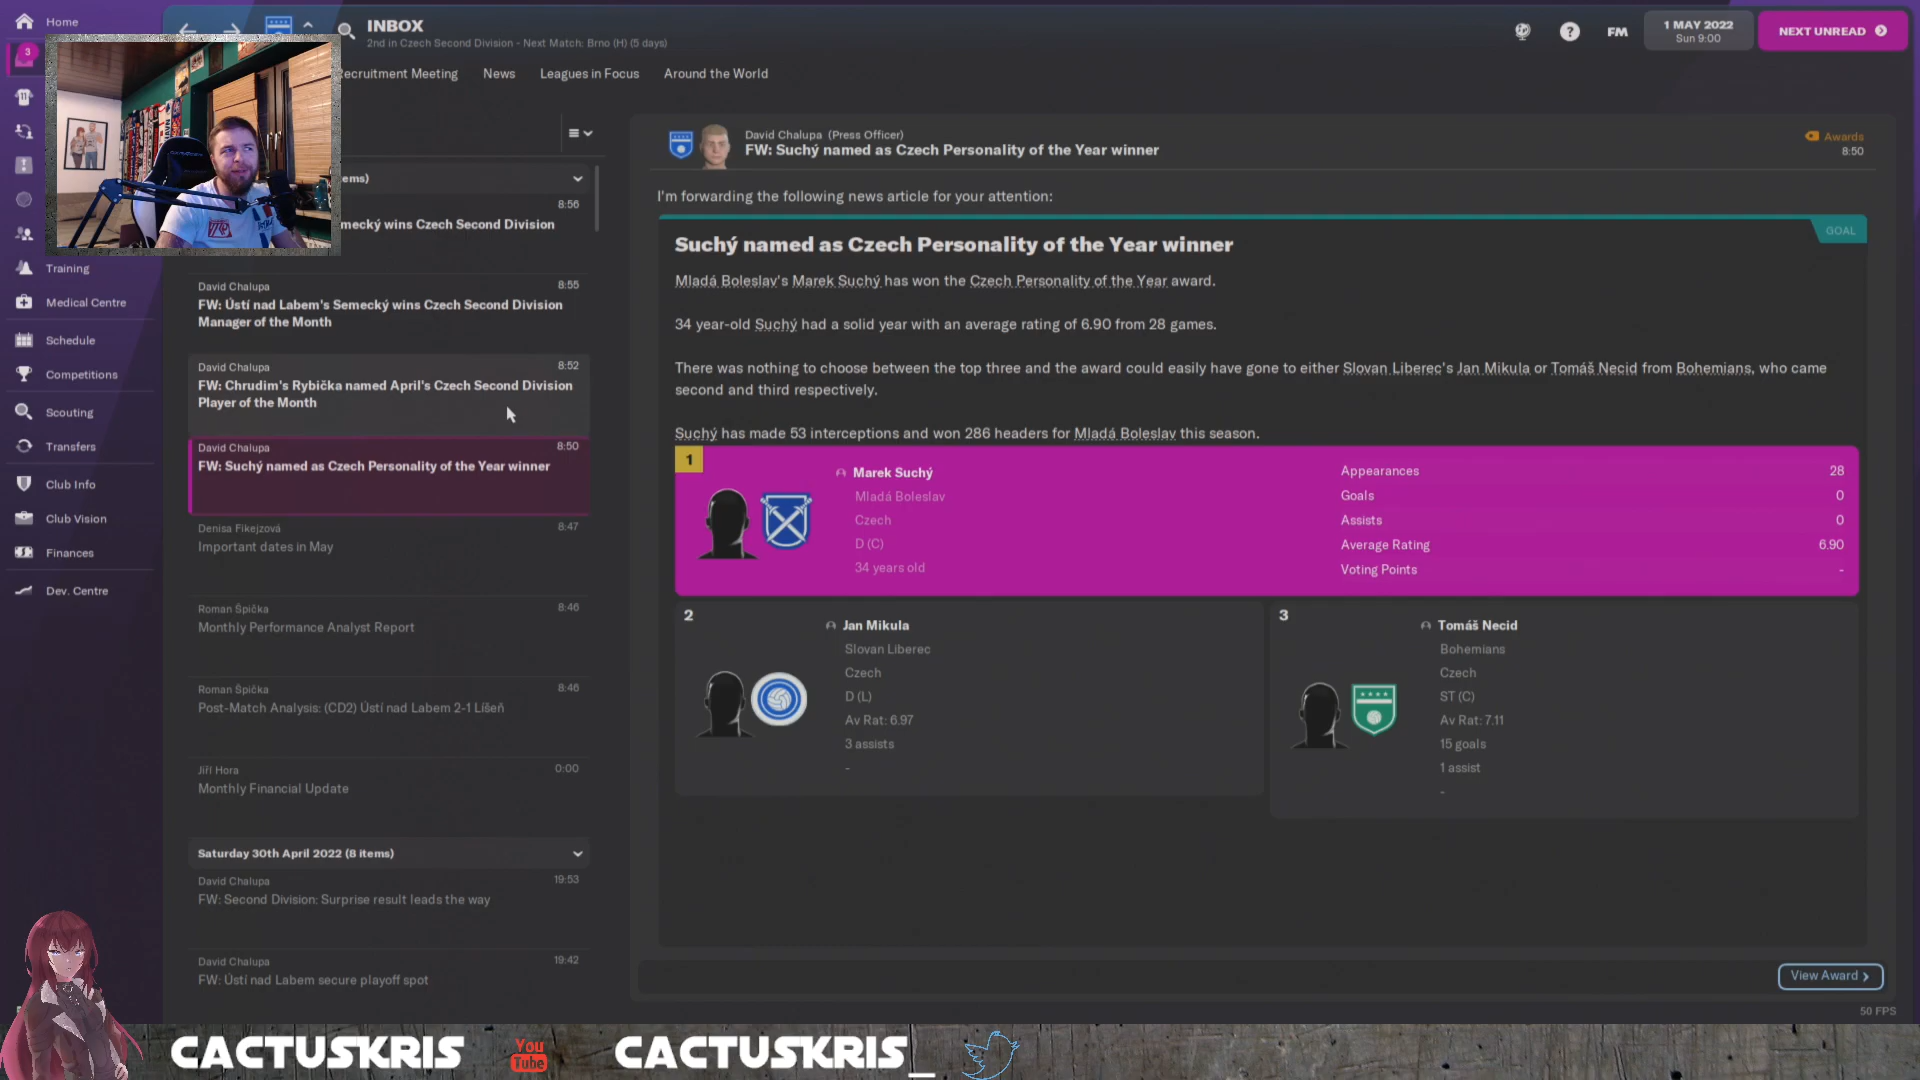 Home
INBOX
2nd in Czech Second Division - Next Match: Brno (H) (5 days)
FM
1 MAY 2022
Sun 9:00
NEXT UNREAD
3
Recruitment Meeting
News
Leagues in Focus
Around the World
11
Training
Medical Centre
Schedule
Competitions
Scouting
Transfers
Club Info
Club Vision
Finances
Dev. Centre
ems)
8:56
mecký wins Czech Second Division
David Chalupa
8:55
FW: Ústí nad Labem's Semecký wins Czech Second Division
Manager of the Month
David Chalupa
8:52
FW: Chrudim's Rybička named April's Czech Second Division
Player of the Month
David Chalupa
8:50
FW: Suchý named as Czech Personality of the Year winner
Denisa Fikejzová
8:47
Important dates in May
Roman Špička
8:46
Monthly Performance Analyst Report
Roman Špička
8:46
Post-Match Analysis: (CD2) Ústí nad Labem 2-1 Líšeň
Jiří Hora
0:00
Monthly Financial Update
Saturday 30th April 2022 (8 items)
David Chalupa
19:53
FW: Second Division: Surprise result leads the way
David Chalupa
19:42
FW: Ústí nad Labem secure playoff spot
David Chalupa (Press Officer)
FW: Suchý named as Czech Personality of the Year winner
Awards
8:50
I'm forwarding the following news article for your attention:
GOAL
Suchý named as Czech Personality of the Year winner
Mladá Boleslav's Marek Suchý has won the Czech Personality of the Year award.
34 year-old Suchý had a solid year with an average rating of 6.90 from 28 games.
There was nothing to choose between the top three and the award could easily have gone to either Slovan Liberec's Jan Mikula or Tomáš Necid from Bohemians, who came
second and third respectively.
Suchý has made 53 interceptions and won 286 headers for Mladá Boleslav this season.
1
Marek Suchý
Mladá Boleslav
Czech
D (C)
34 years old
Appearances
28
Goals
0
Assists
0
Average Rating
6.90
Voting Points
-
2
Jan Mikula
Slovan Liberec
Czech
D (L)
Av Rat: 6.97
3 assists
-
3
Tomáš Necid
Bohemians
Czech
ST (C)
Av Rat: 7.11
15 goals
1 assist
-
View Award
50 FPS
CACTUSKRIS
You
Tube
CACTUSKRIS_